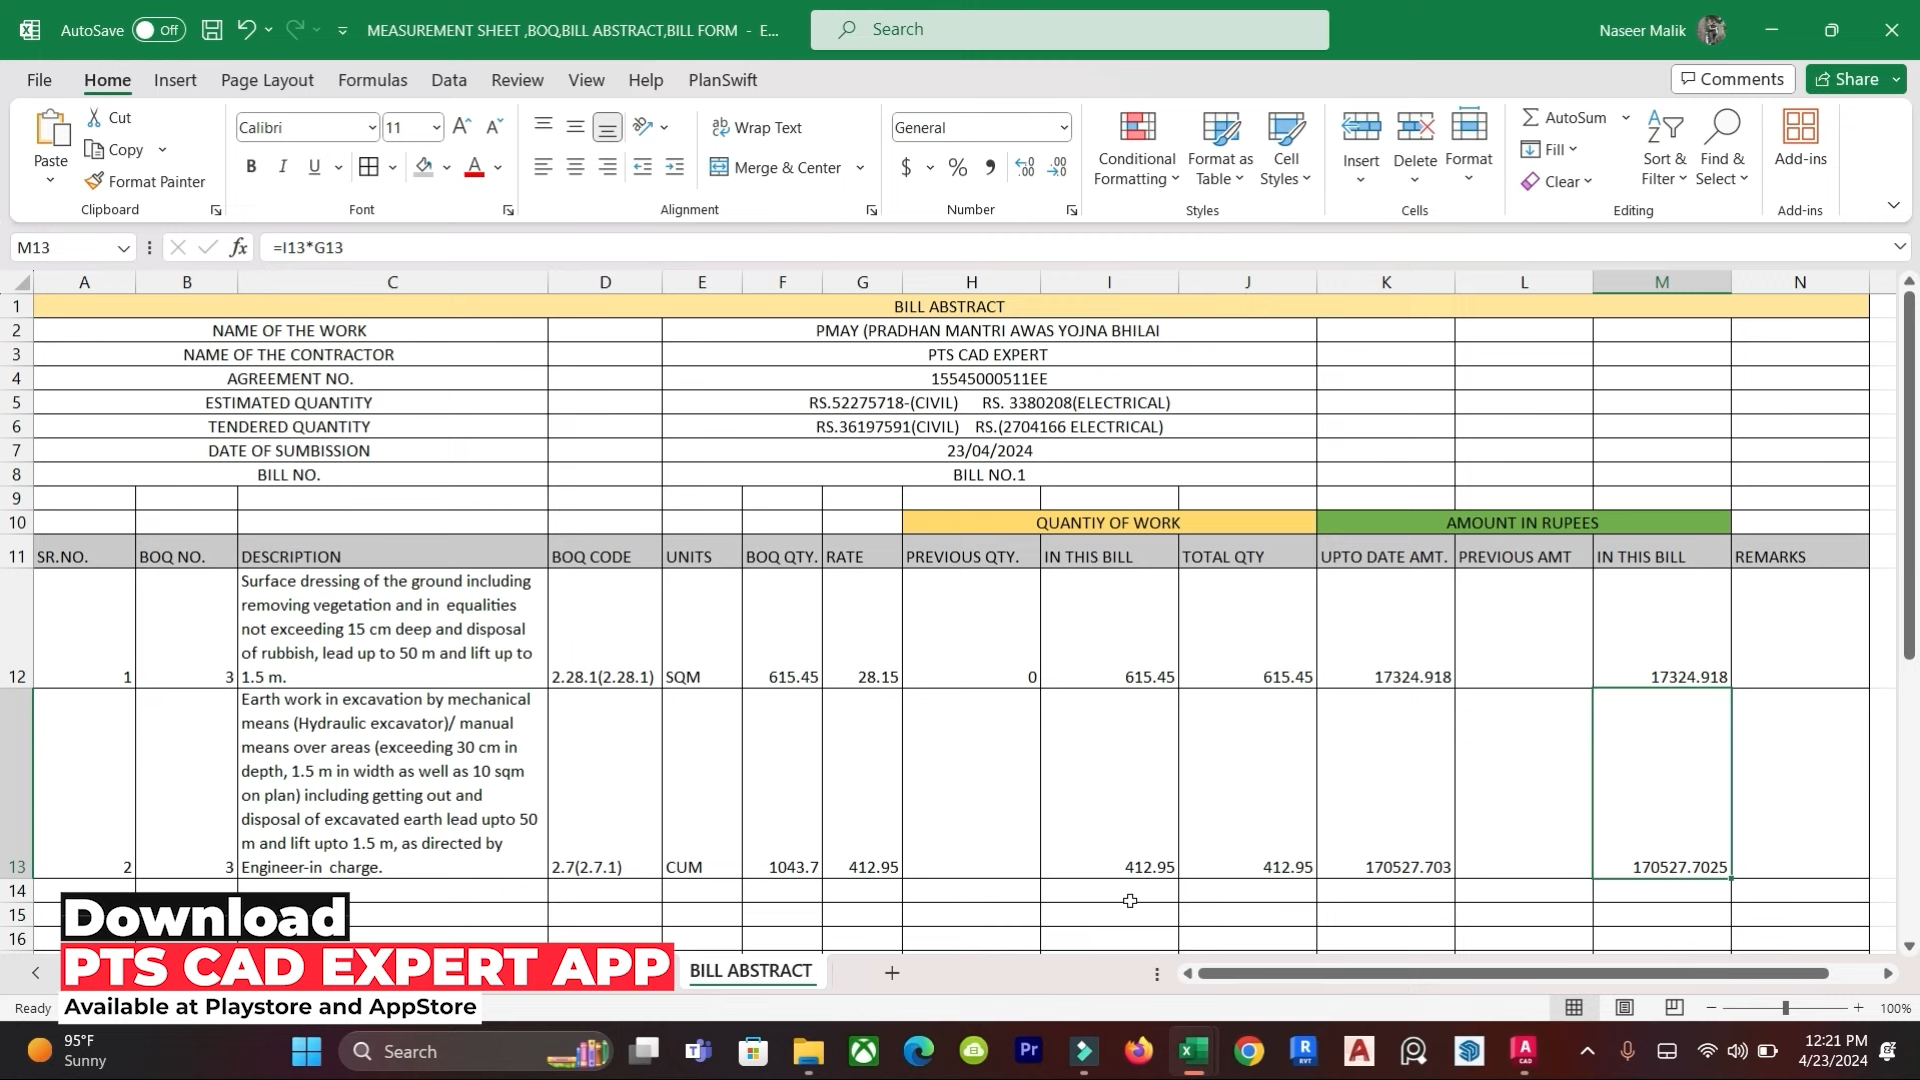 AutoSave Off MEASUREMENT SHEET ,BOQ,BILL ABSTRACT,BILL FORM - E... Search Naseer Malik
File Home Insert Page Layout Formulas Data Review View Help PlanSwift Comments Share
Paste Cut Copy Format Painter Clipboard
Calibri 11 B I U A Font
Wrap Text Merge & Center Alignment
General $ % Number
Conditional Formatting Format as Table Cell Styles Styles
Insert Delete Format Cells
AutoSum Fill Clear Sort & Filter Find & Select Editing
Add-ins Add-ins
M13 fx =I13*G13
A B C D E F G H I J K L M N
1 BILL ABSTRACT
2 NAME OF THE WORK PMAY (PRADHAN MANTRI AWAS YOJNA BHILAI
3 NAME OF THE CONTRACTOR PTS CAD EXPERT
4 AGREEMENT NO. 15545000511EE
5 ESTIMATED QUANTITY RS.52275718-(CIVIL) RS. 3380208(ELECTRICAL)
6 TENDERED QUANTITY RS.36197591(CIVIL) RS.(2704166 ELECTRICAL)
7 DATE OF SUMBISSION 23/04/2024
8 BILL NO. BILL NO.1
9
10 QUANTIY OF WORK AMOUNT IN RUPEES
11 SR.NO. BOQ NO. DESCRIPTION BOQ CODE UNITS BOQ QTY. RATE PREVIOUS QTY. IN THIS BILL TOTAL QTY UPTO DATE AMT. PREVIOUS AMT IN THIS BILL REMARKS
Surface dressing of the ground including
removing vegetation and in equalities
not exceeding 15 cm deep and disposal
of rubbish, lead up to 50 m and lift up to
12 1 3 1.5 m. 2.28.1(2.28.1) SQM 615.45 28.15 0 615.45 615.45 17324.918 17324.918
Earth work in excavation by mechanical
means (Hydraulic excavator)/ manual
means over areas (exceeding 30 cm in
depth, 1.5 m in width as well as 10 sqm
on plan) including getting out and
disposal of excavated earth lead upto 50
m and lift upto 1.5 m, as directed by
13 2 3 Engineer-in charge. 2.7(2.7.1) CUM 1043.7 412.95 412.95 412.95 170527.703 170527.7025
14
15
16
Download
PTS CAD EXPERT APP
Available at Playstore and AppStore
BILL ABSTRACT
Ready 100%
95°F
Sunny
Search
12:21 PM
4/23/2024